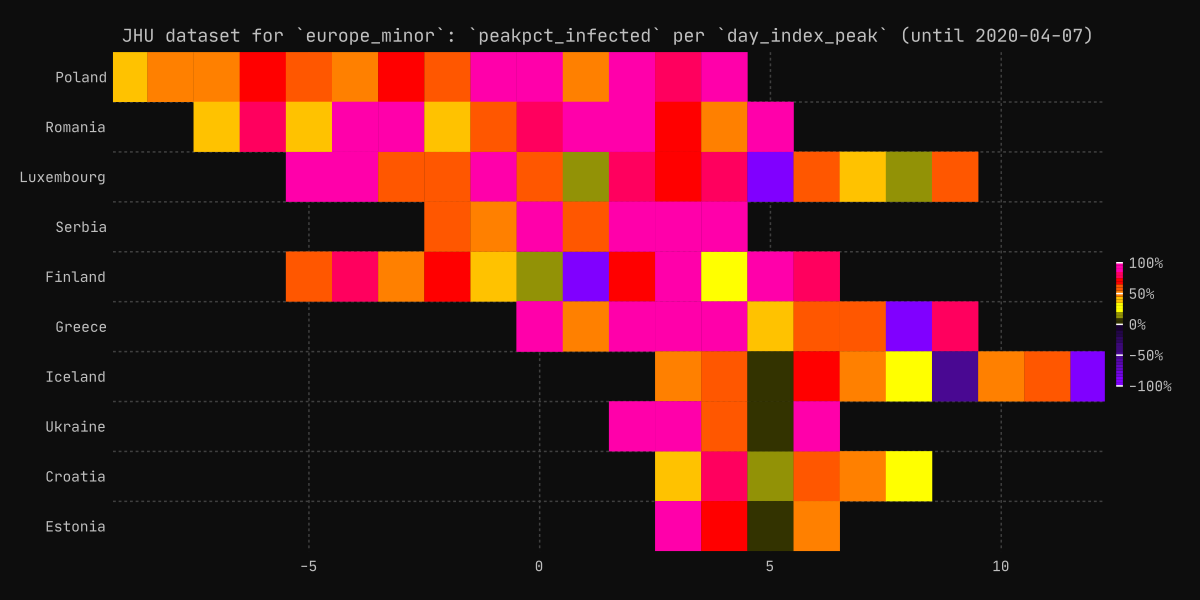 JHU dataset for `europe_minor`: `peakpct_infected` per `day_index_peak` (until 2020-04-07)
Poland
Romania
Luxembourg
Serbia
Finland
Greece
Iceland
Ukraine
Croatia
Estonia
100%
50%
0%
-50%
-100%
-5
0
5
10